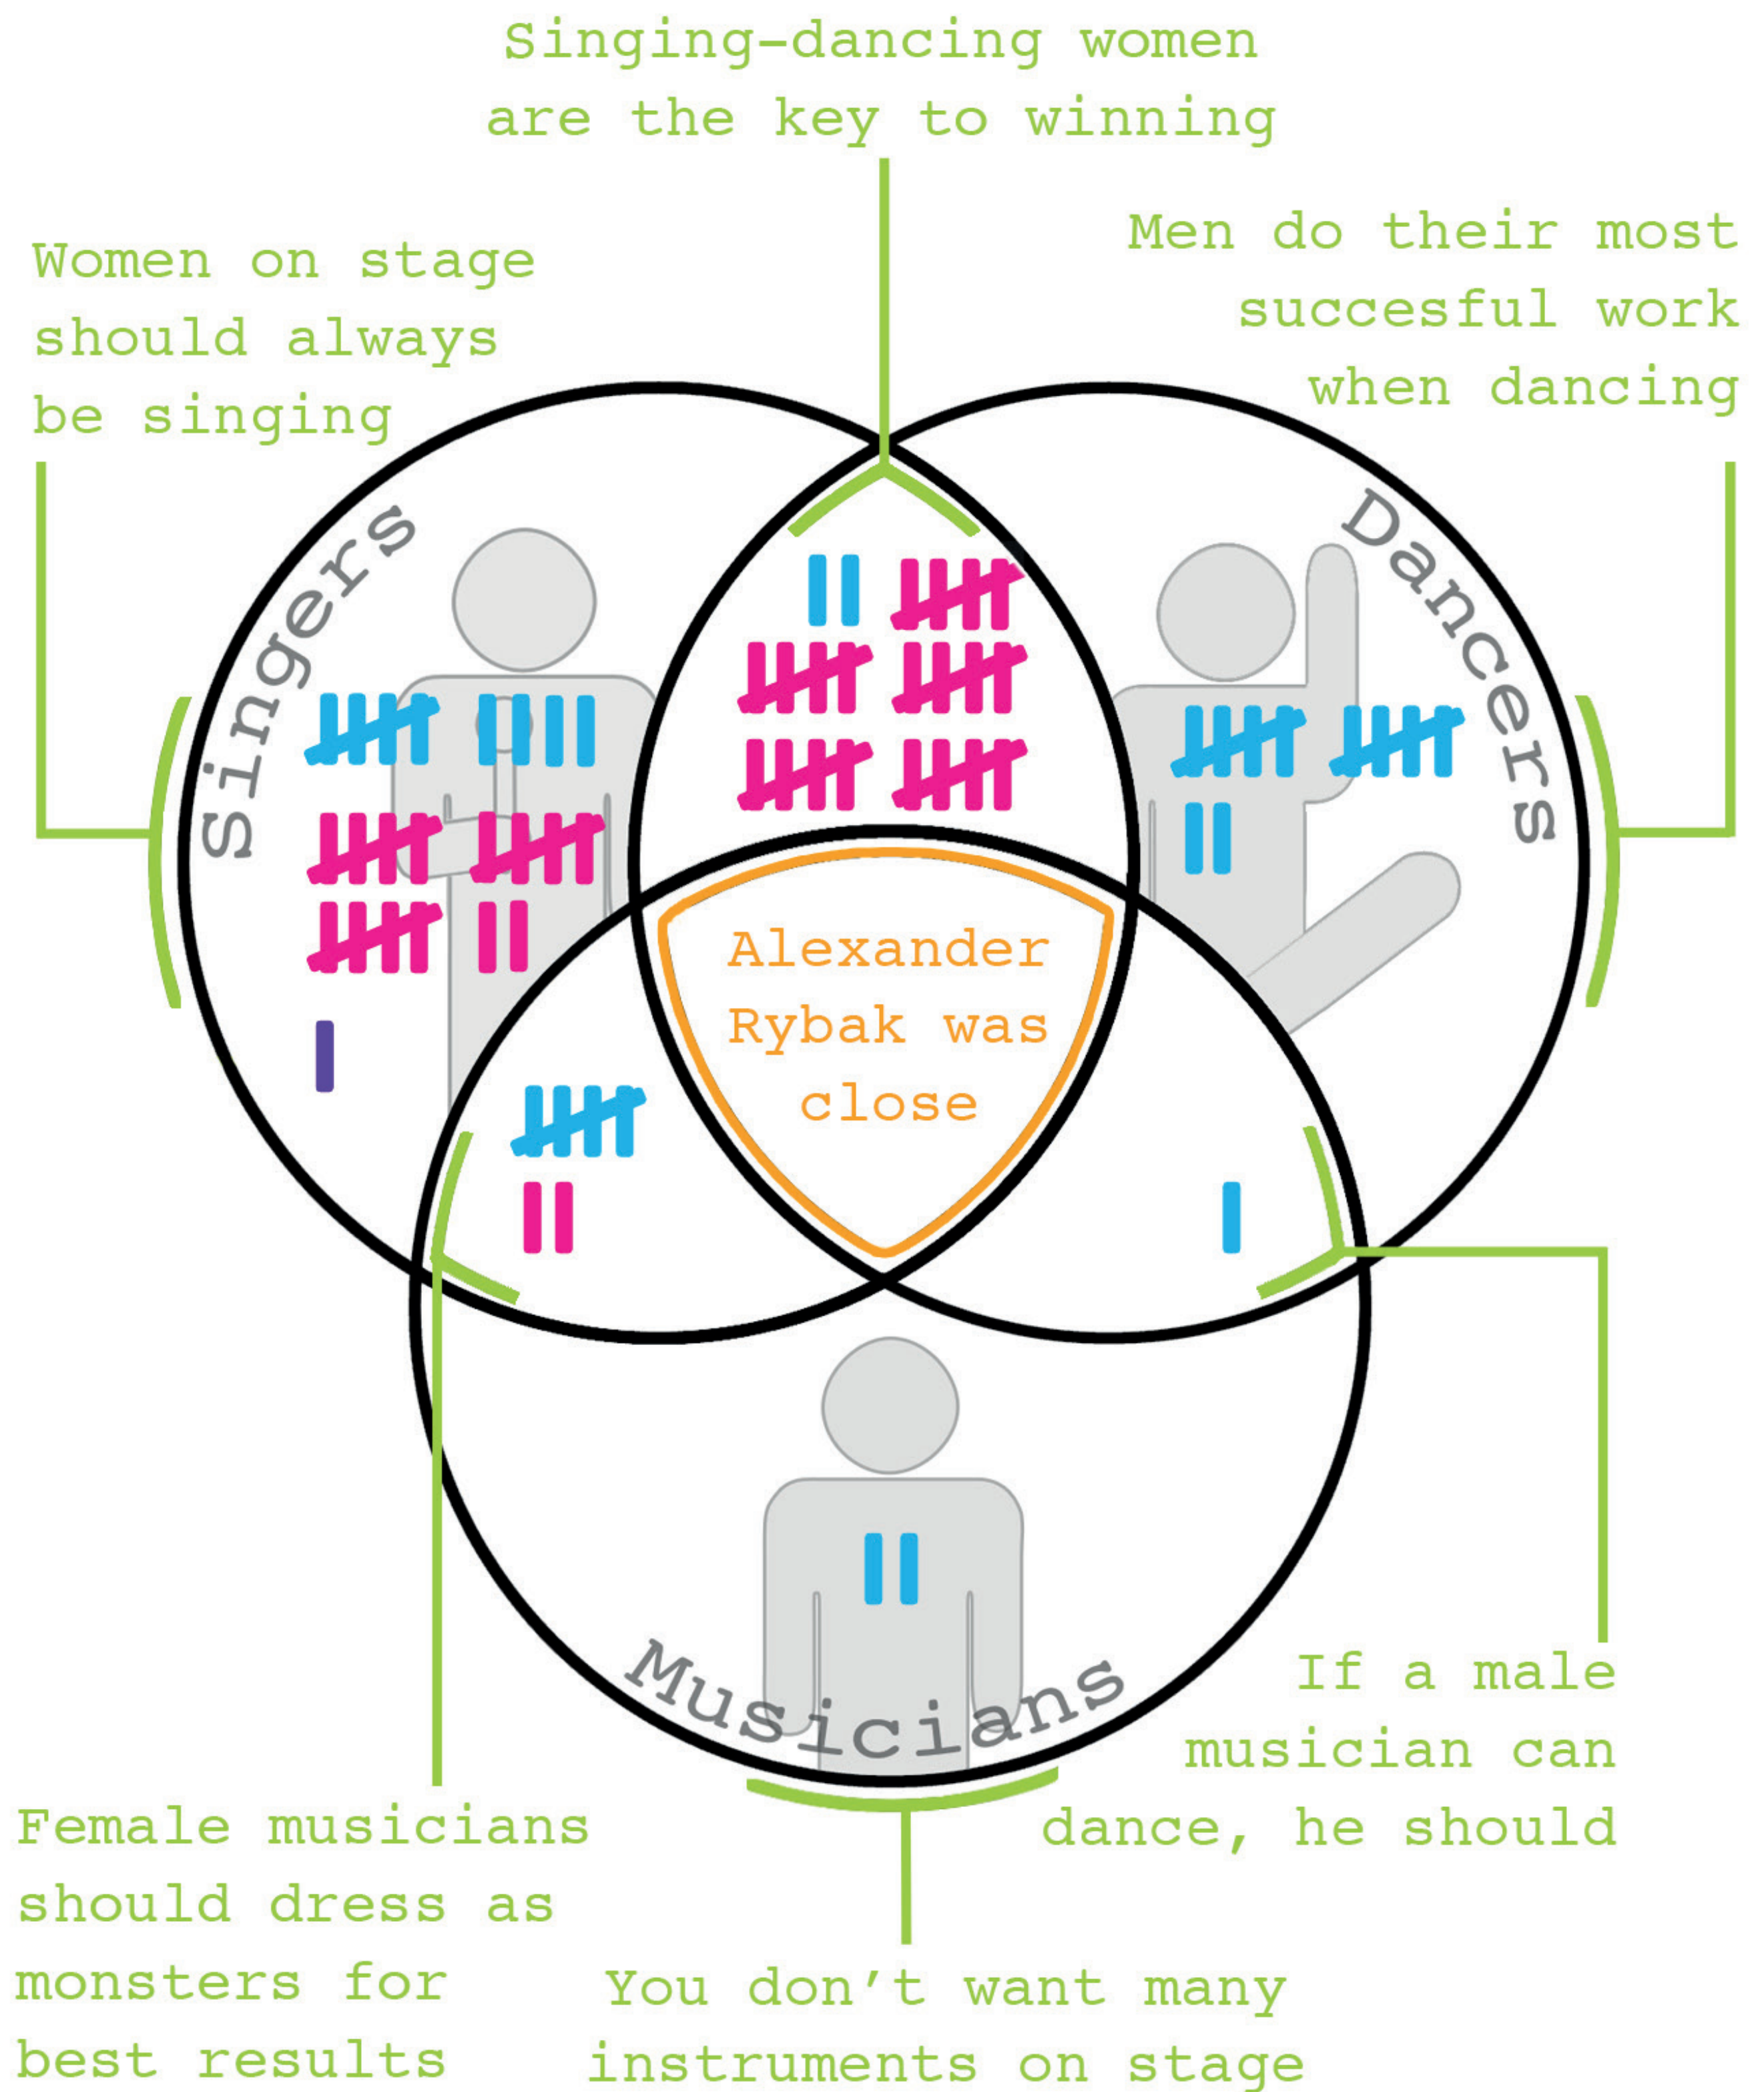 Singing-dancing women
are the key to winning
Women on stage
should always
be singing
Men do their most
succesful work
when dancing
Singers
Dancers
Alexander
Rybak was
close
Musicians
If a male
musician can
dance, he should
Female musicians
should dress as
monsters for
best results
You don't want many
instruments on stage